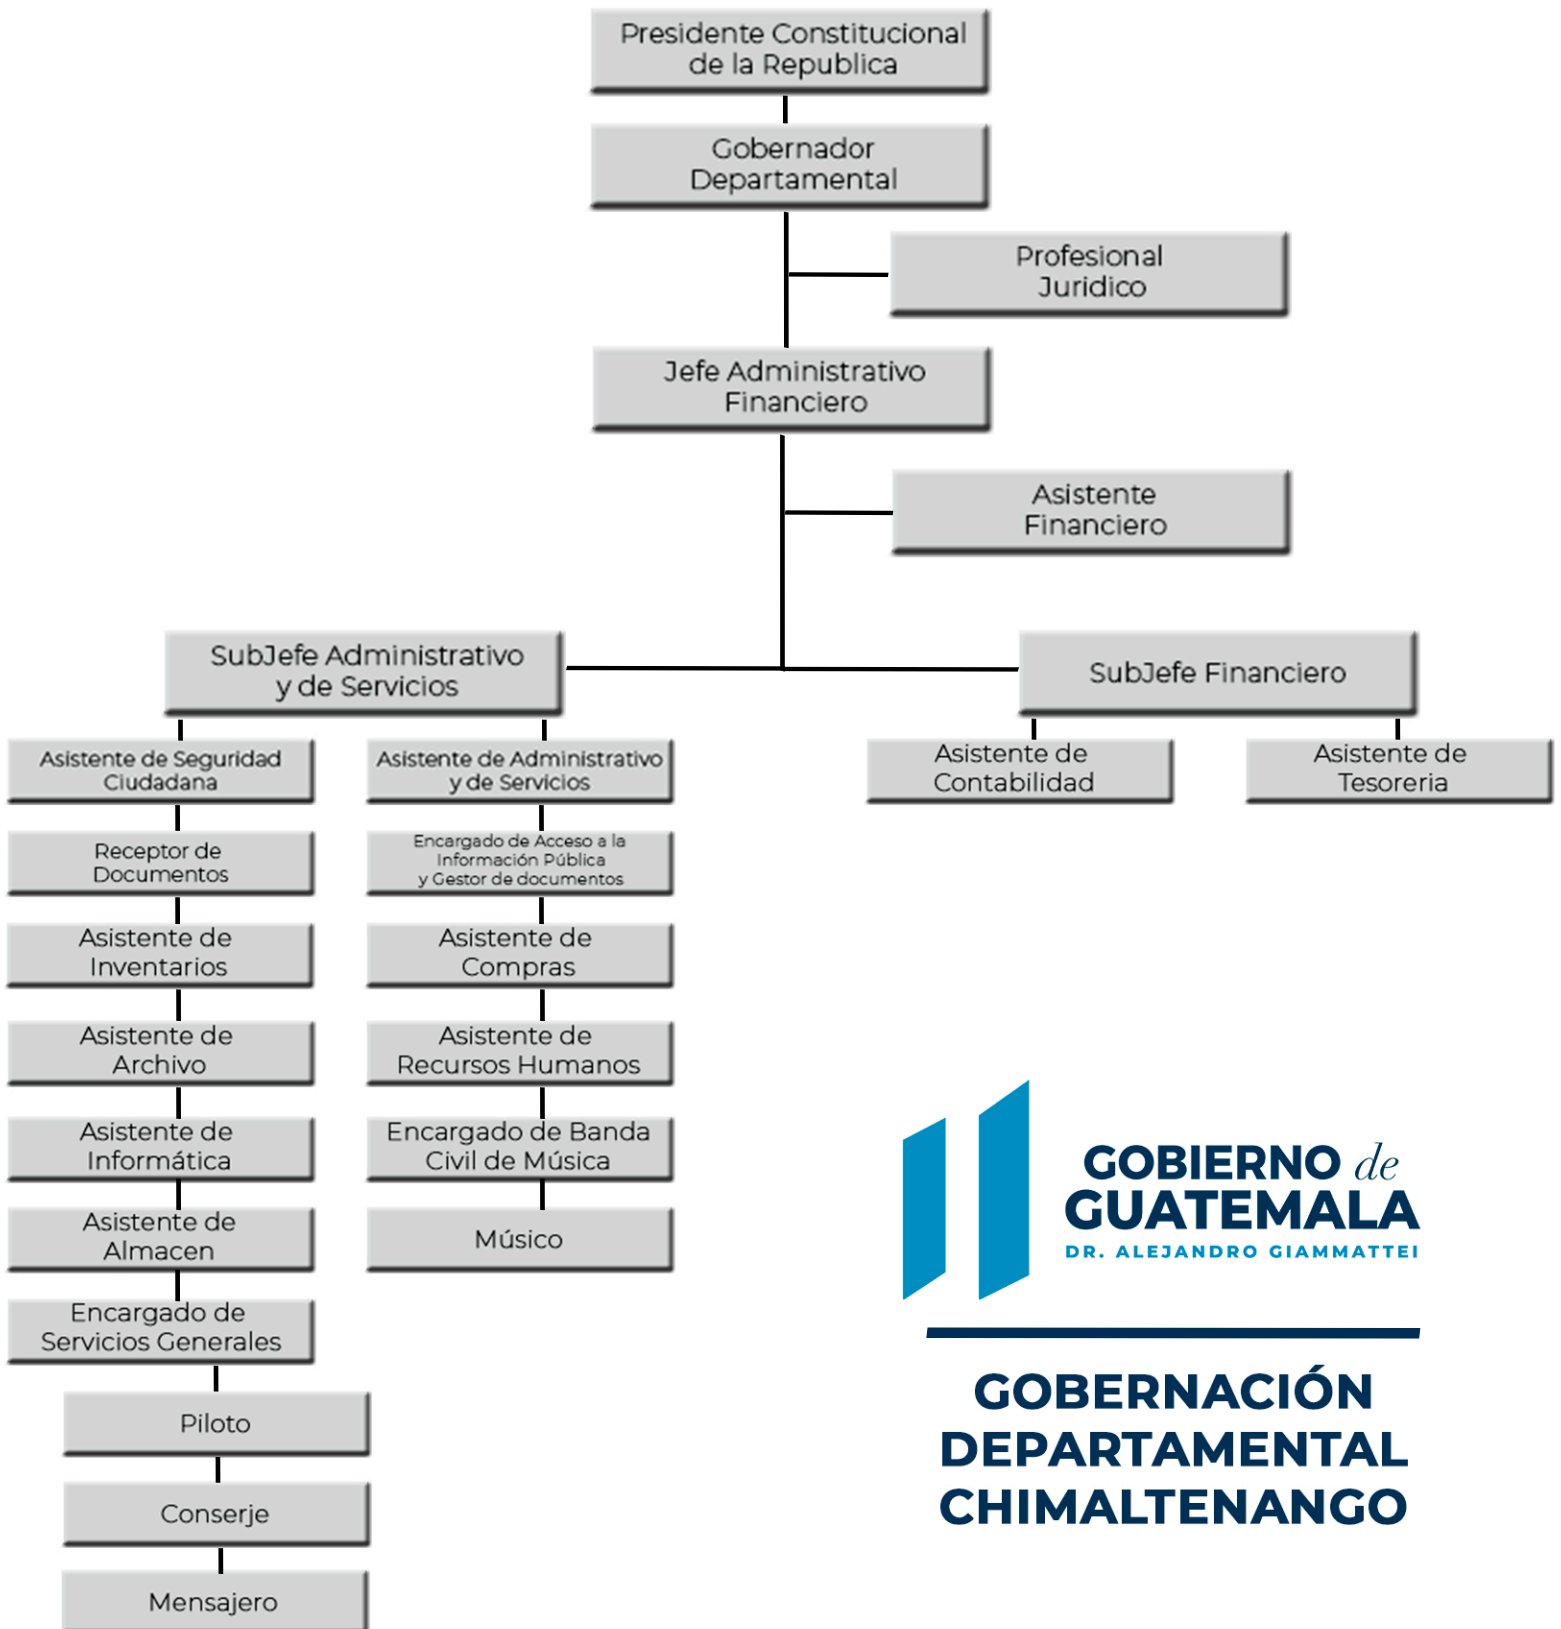 Presidente Constitucional
de la Republica
Gobernador
Departamental
Profesional
Juridico
Jefe Administrativo
Financiero
Asistente
Financiero
SubJefe Administrativo
y de Servicios
SubJefe Financiero
Asistente de Seguridad
Ciudadana
Asistente de Administrativo
y de Servicios
Asistente de
Contabilidad
Asistente de
Tesoreria
Receptor de
Documentos
Encargado de Acceso a la
Información Pública
y Gestor de documentos
Asistente de
Inventarios
Asistente de
Compras
Asistente de
Archivo
Asistente de
Recursos Humanos
Asistente de
Informática
Encargado de Banda
Civil de Música
Asistente de
Almacen
Músico
Encargado de
Servicios Generales
Piloto
Conserje
Mensajero
GOBIERNO de
GUATEMALA
DR. ALEJANDRO GIAMMATTEI
GOBERNACIÓN
DEPARTAMENTAL
CHIMALTENANGO